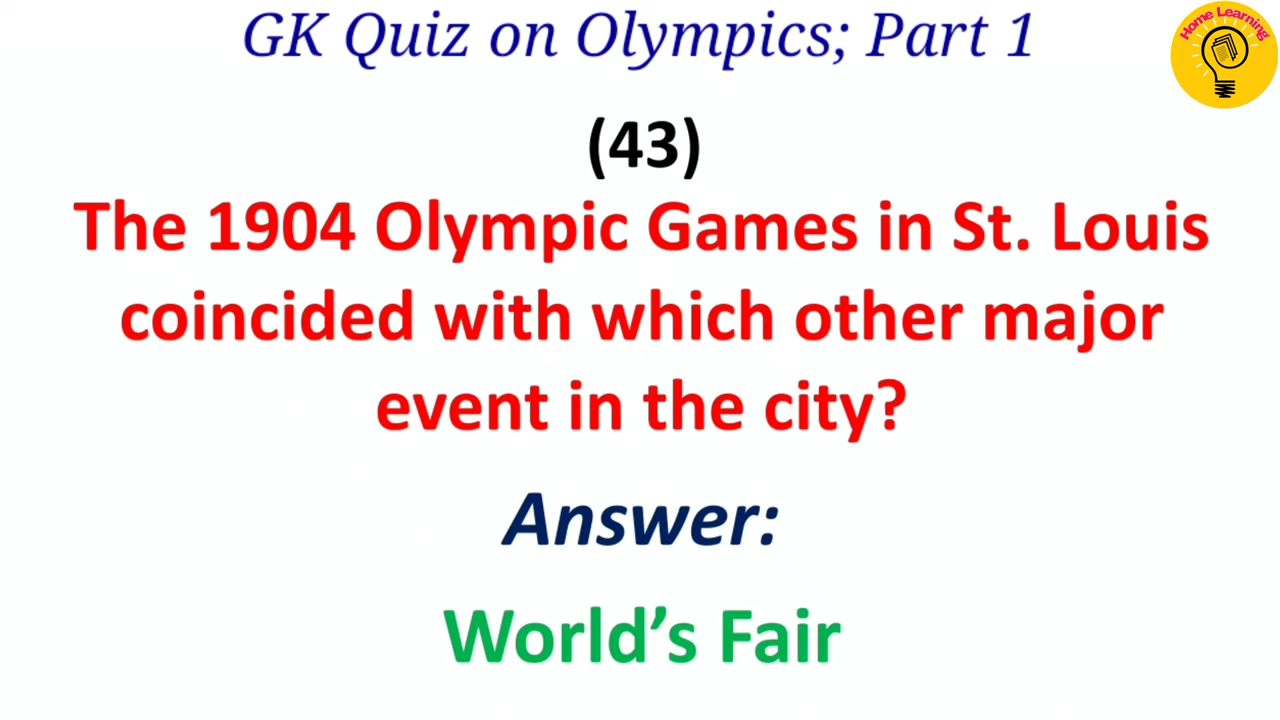 GK Quiz on Olympics; Part 1
Home Learning
(43)
The 1904 Olympic Games in St. Louis
coincided with which other major
event in the city?
Answer:
World’s Fair